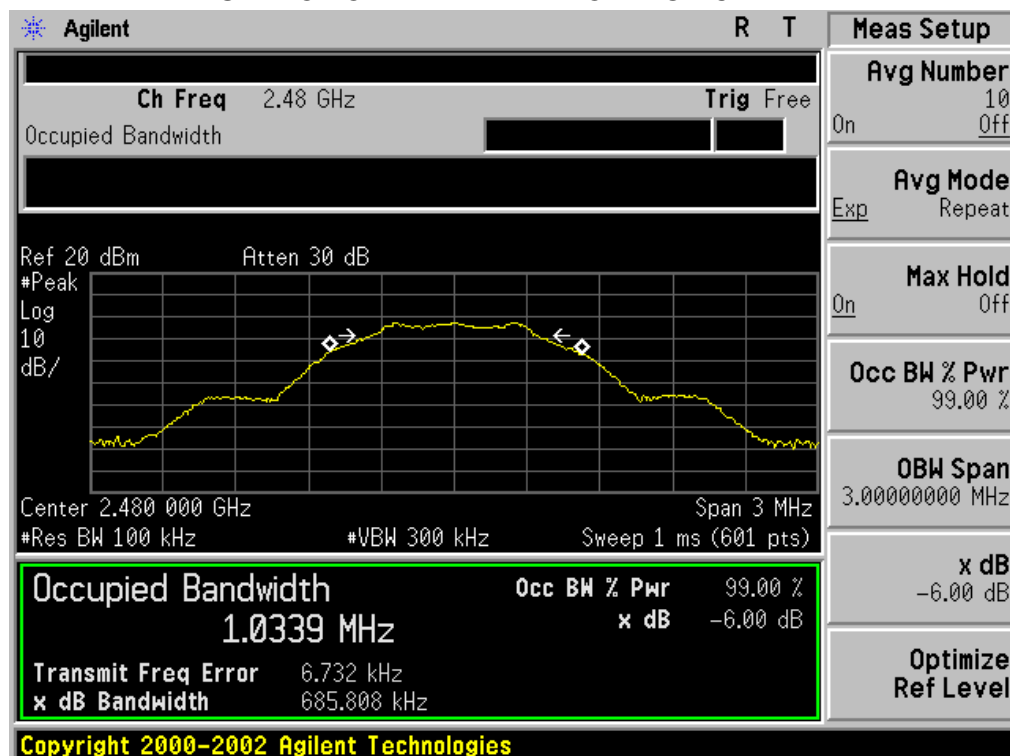 Agilent R T
Ch Freq 2.48 GHz Trig Free
Occupied Bandwidth
Ref 20 dBm Atten 30 dB
#Peak
Log
10
dB/
Center 2.480 000 GHz Span 3 MHz
#Res BW 100 kHz #VBW 300 kHz Sweep 1 ms (601 pts)
Occupied Bandwidth Occ BW % Pwr 99.00 %
1.0339 MHz x dB -6.00 dB
Transmit Freq Error 6.732 kHz
x dB Bandwidth 685.808 kHz
Copyright 2000-2002 Agilent Technologies
Meas Setup
Avg Number
10
On Off
Avg Mode
Exp Repeat
Max Hold
On Off
Occ BW % Pwr
99.00 %
OBW Span
3.00000000 MHz
x dB
-6.00 dB
Optimize
Ref Level